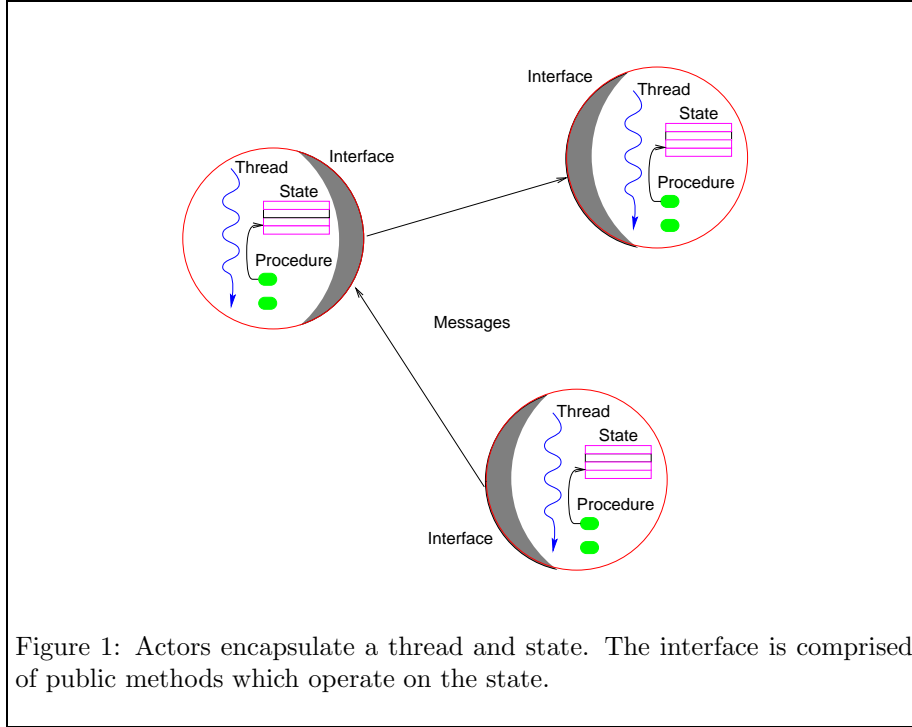 Interface
Thread
State
Procedure
Interface
Thread
State
Procedure
Messages
Thread
State
Procedure
Interface
Figure 1: Actors encapsulate a thread and state. The interface is comprised
of public methods which operate on the state.